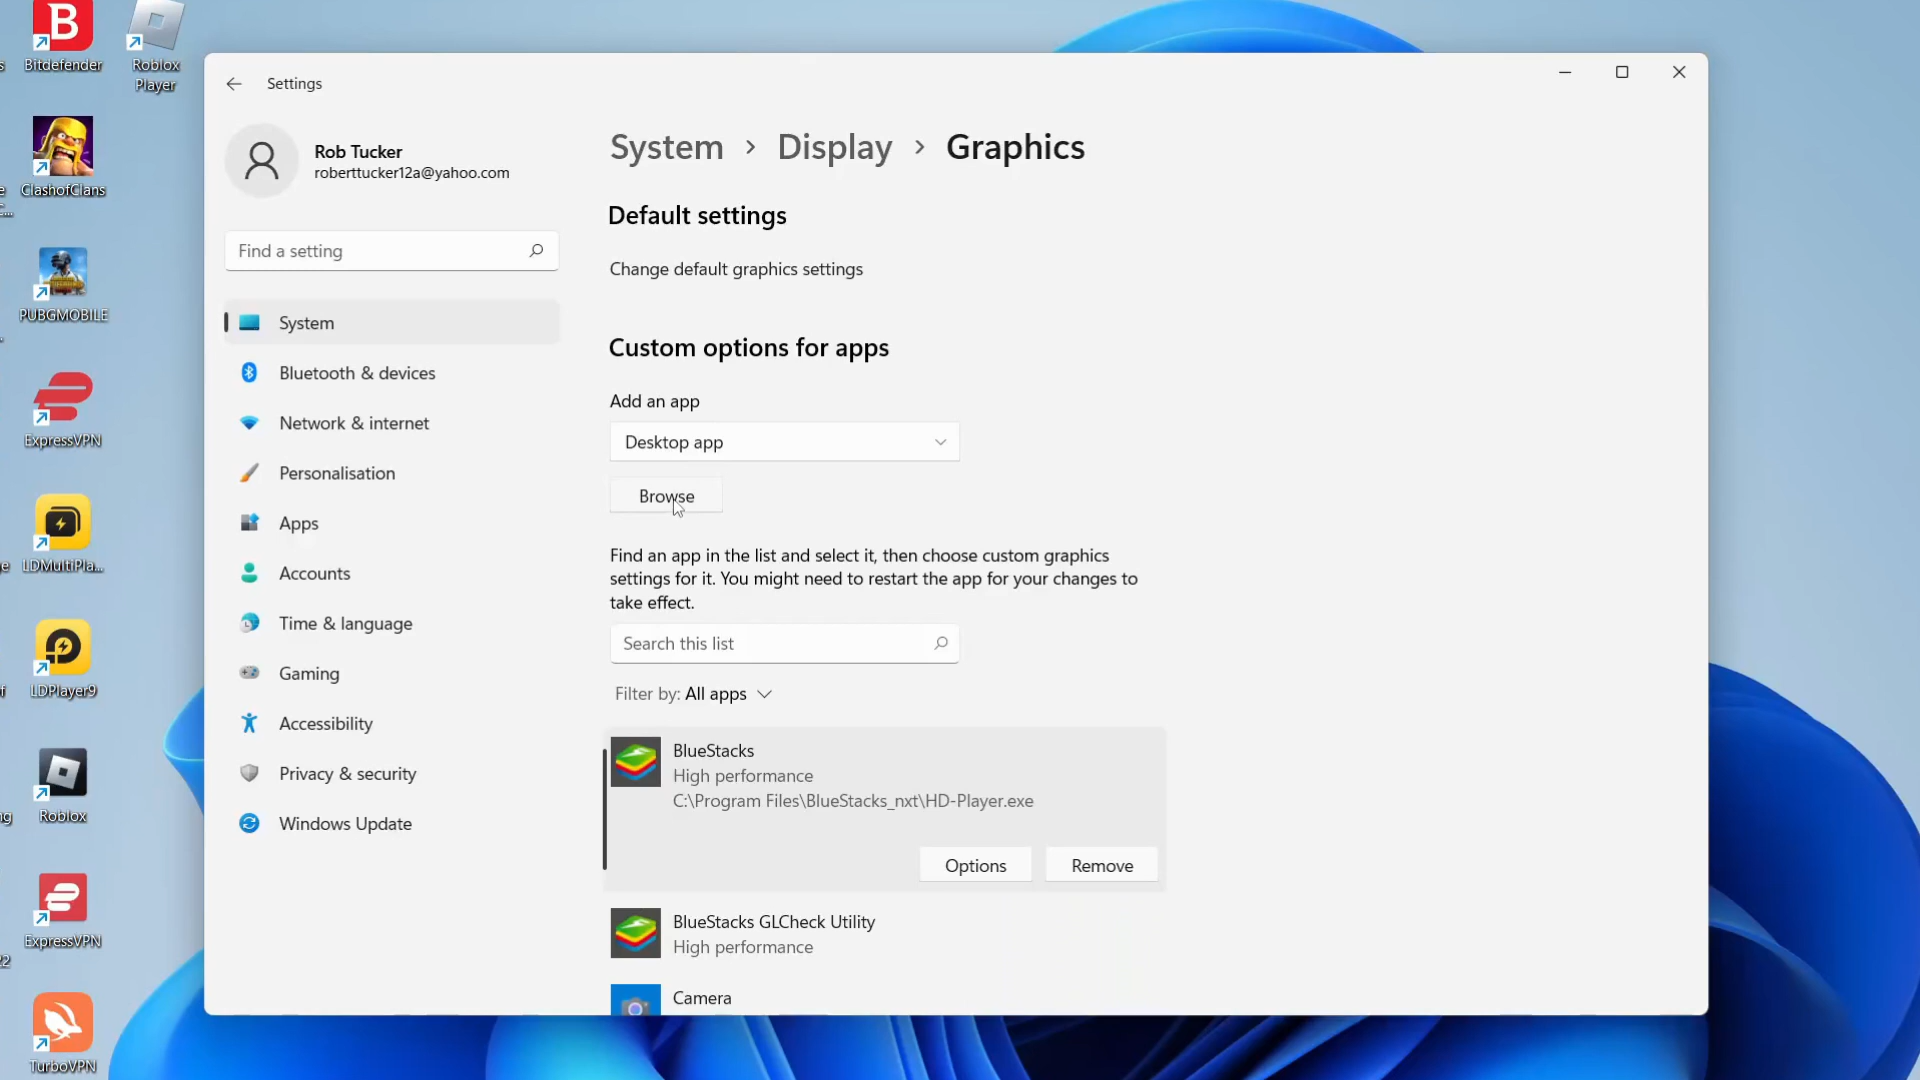 Bitdefender
Roblox
Player
ClashofClans
PUBGMOBILE
ExpressVPN
LDMultiPla...
LDPlayer9
Roblox
ExpressVPN
TurboVPN
Settings
Rob Tucker
roberttucker12a@yahoo.com
Find a setting
System
Bluetooth & devices
Network & internet
Personalisation
Apps
Accounts
Time & language
Gaming
Accessibility
Privacy & security
Windows Update
System > Display > Graphics
Default settings
Change default graphics settings
Custom options for apps
Add an app
Desktop app
Browse
Find an app in the list and select it, then choose custom graphics
settings for it. You might need to restart the app for your changes to
take effect.
Search this list
Filter by: All apps
BlueStacks
High performance
C:\Program Files\BlueStacks_nxt\HD-Player.exe
Options Remove
BlueStacks GLCheck Utility
High performance
Camera